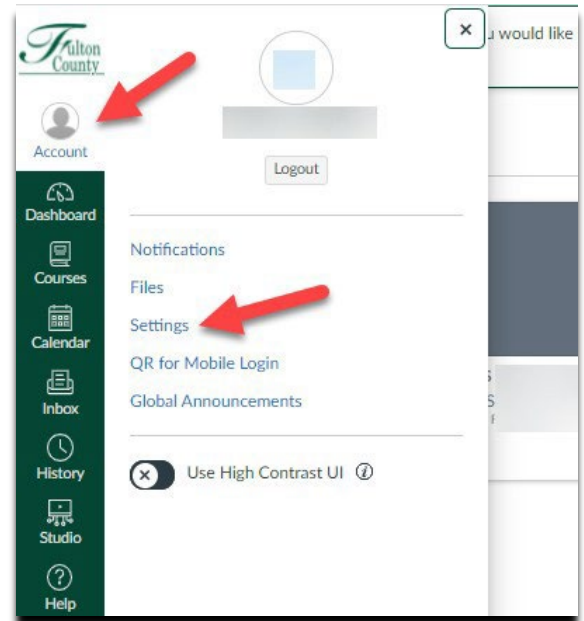 Fulton
County
Account
Dashboard
Courses
Calendar
Inbox
History
Studio
Help
Logout
Notifications
Files
Settings
QR for Mobile Login
Global Announcements
Use High Contrast UI
would like